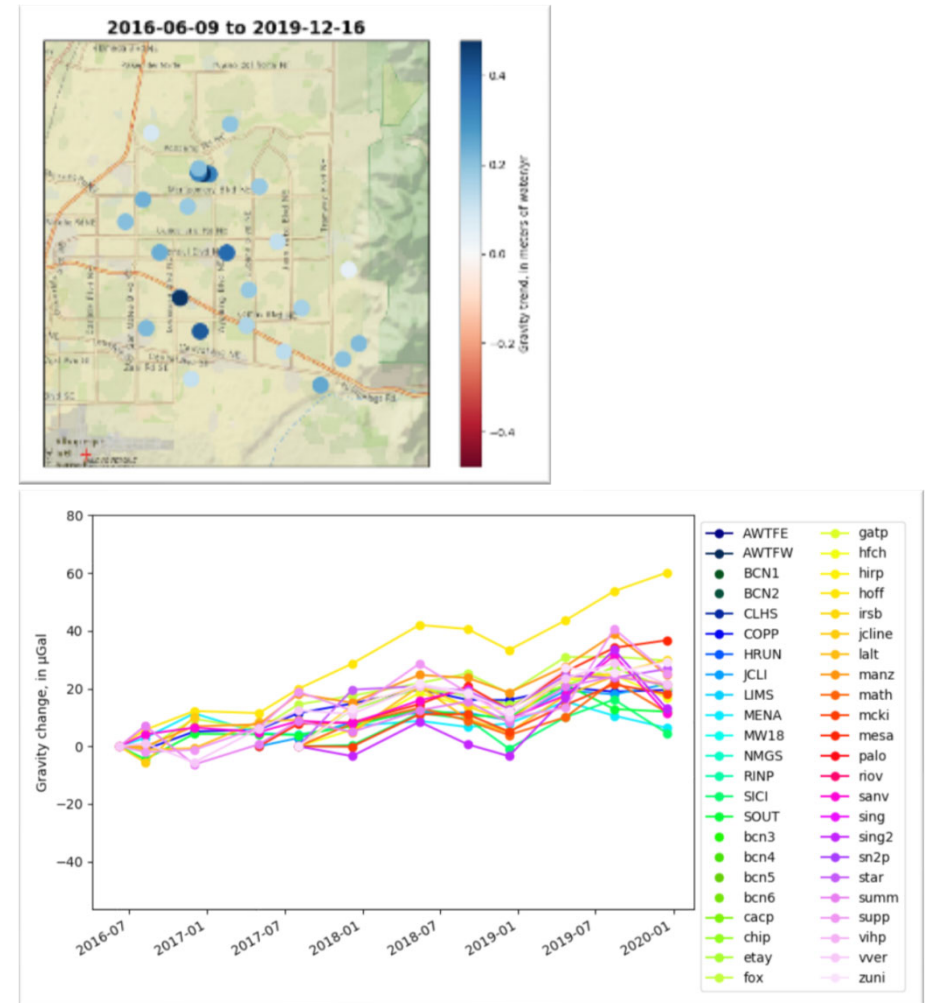 2016-06-09 to 2019-12-16
Montgomery Blvd NE
0.4
0.2
0.0
−0.2
−0.4
Gravity trend, in meters of water/yr
80
60
40
20
0
−20
−40
Gravity change, in µGal
2016-07
2017-01
2017-07
2018-01
2018-07
2019-01
2019-07
2020-01
AWTFE
AWTFW
BCN1
BCN2
CLHS
COPP
HRUN
JCLI
LIMS
MENA
MW18
NMGS
RINP
SICI
SOUT
bcn3
bcn4
bcn5
bcn6
cacp
chip
etay
fox
gatp
hfch
hirp
hoff
irsb
jcline
lalt
manz
math
mcki
mesa
palo
riov
sanv
sing
sing2
sn2p
star
summ
supp
vihp
vver
zuni